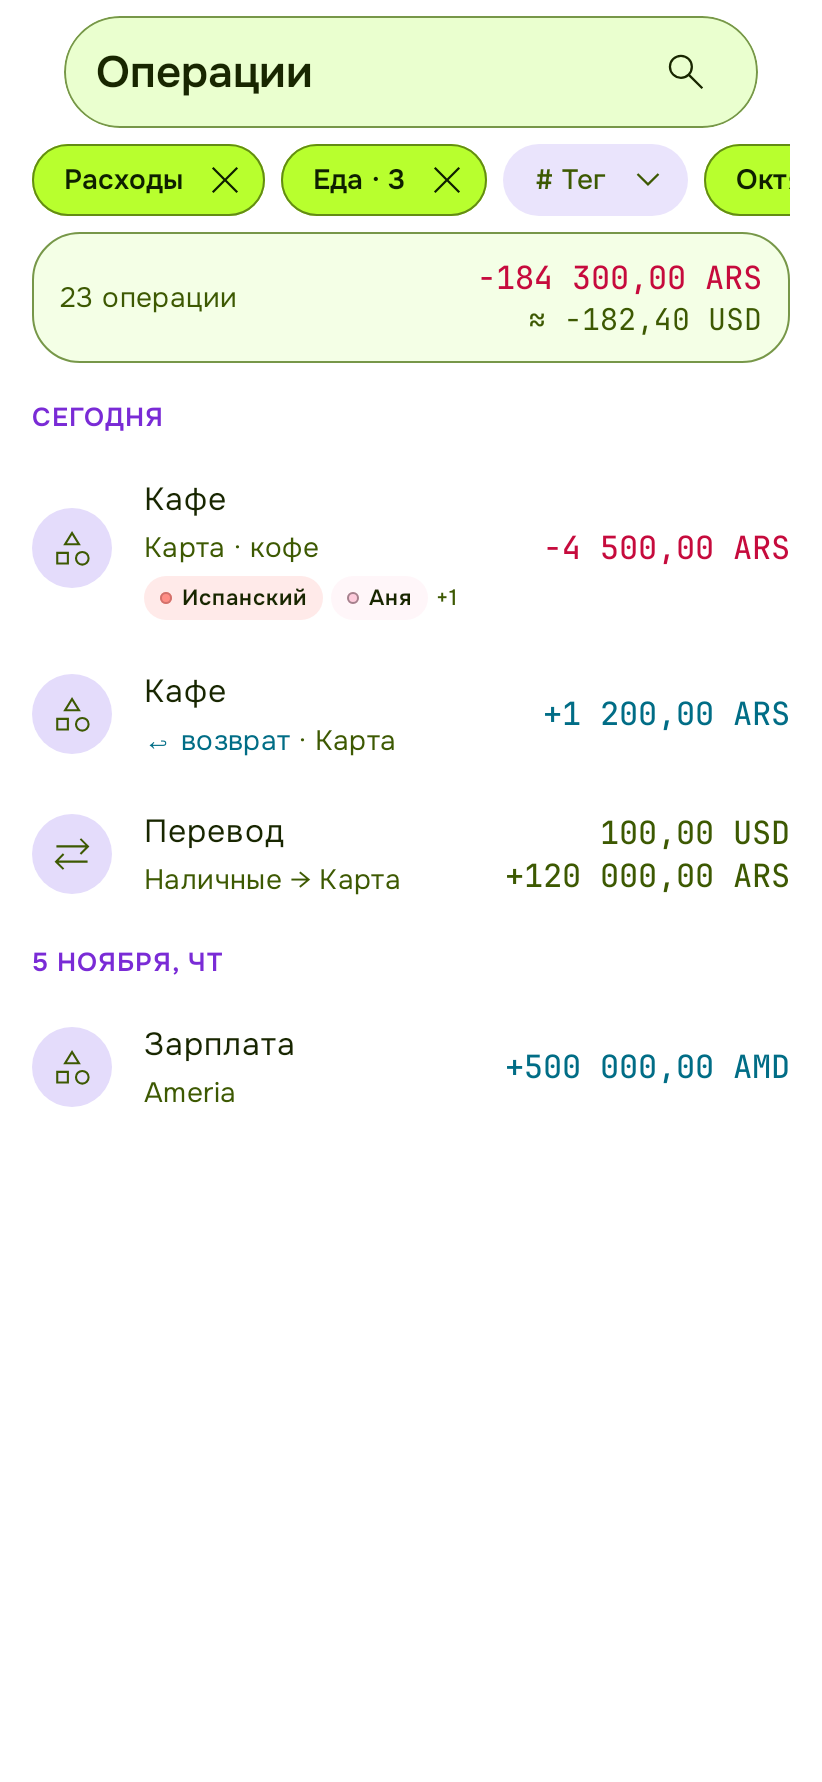 Операции
Расходы
Еда · 3
# Тег
23 операции
-184 300,00 ARS
≈ -182,40 USD
СЕГОДНЯ
Кафе
Карта · кофе
-4 500,00 ARS
Испанский
Аня
+1
Кафе
↩ возврат · Карта
+1 200,00 ARS
Перевод
Наличные → Карта
100,00 USD
+120 000,00 ARS
5 НОЯБРЯ, ЧТ
Зарплата
Ameria
+500 000,00 AMD